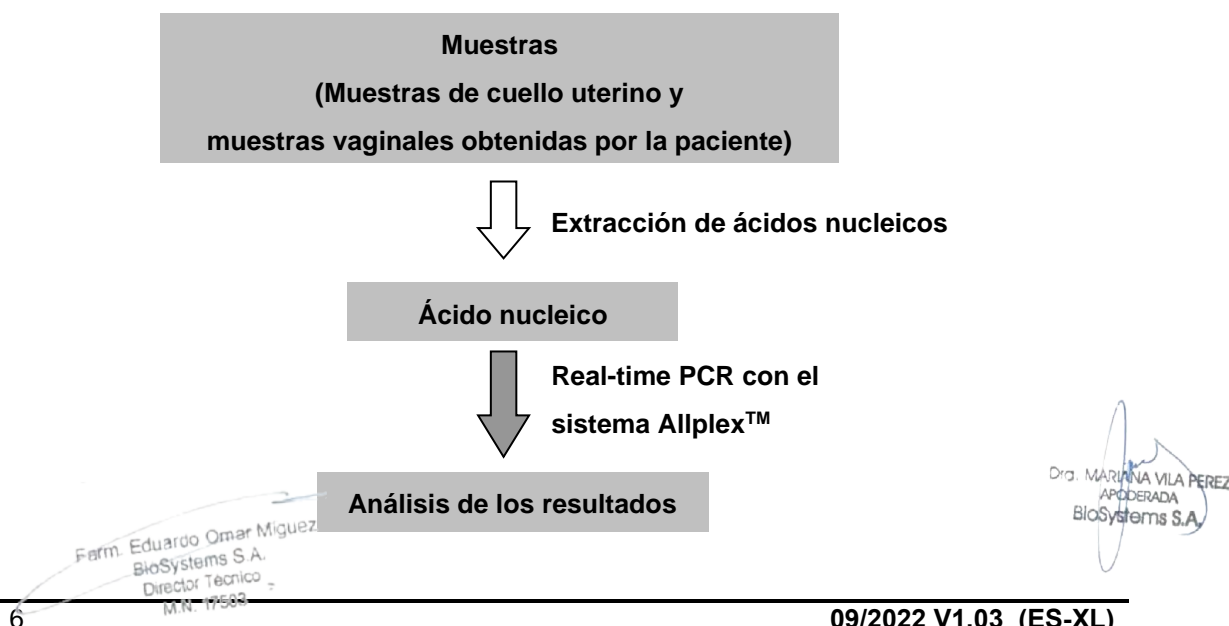 Muestras
(Muestras de cuello uterino y
muestras vaginales obtenidas por la paciente)
Extracción de ácidos nucleicos
Ácido nucleico
Real-time PCR con el
sistema Allplex™
Análisis de los resultados
Dra. MARIANA VILA PEREZ
APODERADA
BioSystems S.A.
Farm. Eduardo Omar Miguez
BioSystems S.A.
Director Técnico
M.N. 17503
6
09/2022 V1.03 (ES-XL)